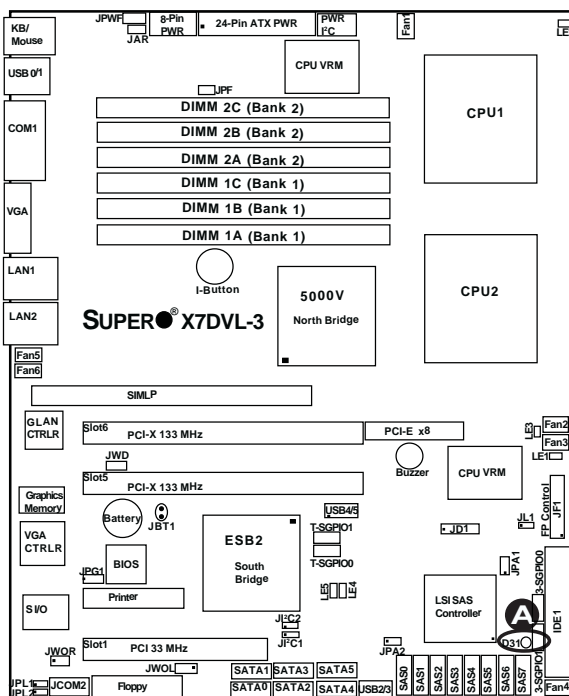 KB/
Mouse
JPWF
JAR
8-Pin
PWR
24-Pin ATX PWR
PWR
I²C
Fan1
LE
USB 0/1
CPU VRM
JPF
COM1
DIMM 2C (Bank 2)
DIMM 2B (Bank 2)
DIMM 2A (Bank 2)
DIMM 1C (Bank 1)
DIMM 1B (Bank 1)
DIMM 1A (Bank 1)
CPU1
VGA
LAN1
LAN2
I-Button
5000V
North Bridge
CPU2
SUPER● ® X7DVL-3
Fan5
Fan6
SIMLP
GLAN
CTRLR
Slot6
PCI-X 133 MHz
PCI-E x8
LE3
Fan2
Fan3
LE1
JWD
Buzzer
CPU VRM
Slot5
PCI-X 133 MHz
Graphics
Memory
Battery
JBT1
USB4/5
T-SGPIO1
T-SGPIO0
JD1
JL1
FP Control
JF1
VGA
CTRLR
BIOS
JPG1
ESB2
South
Bridge
JPA1
3-SGPIO0
Printer
LE5
LE4
LSI SAS
Controller
A
IDE1
S I/O
JI²C2
JI²C1
D31
JWOR
Slot1
PCI 33 MHz
JPA2
3-SGPIO1
JWOL
JPL1
JPL2
JCOM2
Floppy
SATA1
SATA3
SATA5
SATA0
SATA2
SATA4
USB2/3
SAS0
SAS1
SAS2
SAS3
SAS4
SAS5
SAS6
SAS7
Fan4